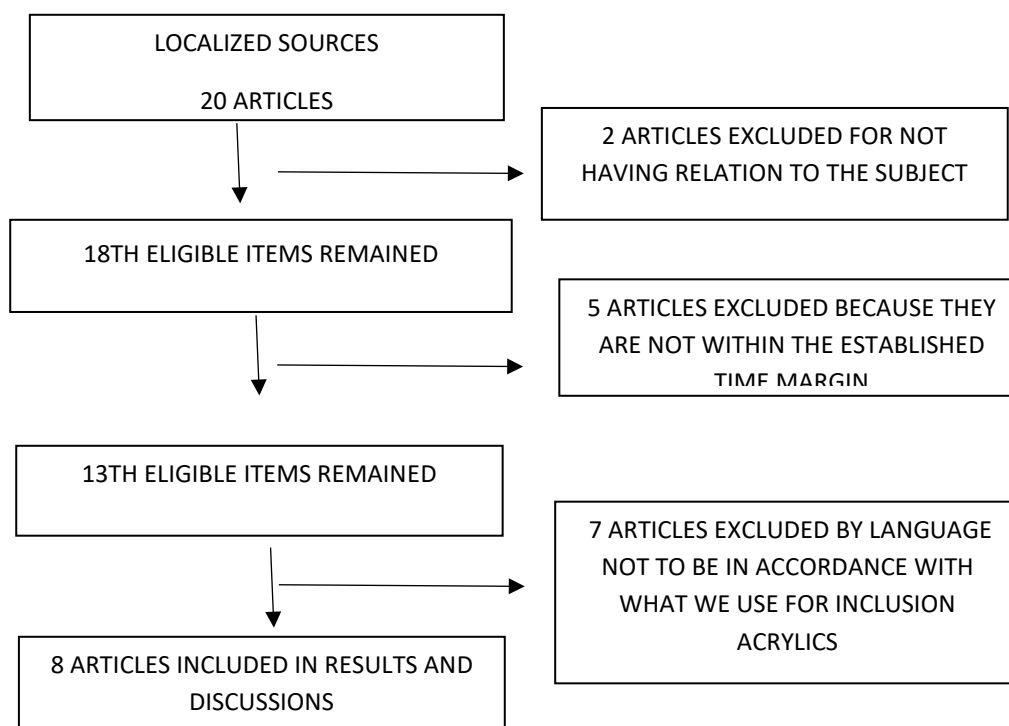 LOCALIZED SOURCES
20 ARTICLES
2 ARTICLES EXCLUDED FOR NOT
HAVING RELATION TO THE SUBJECT
18TH ELIGIBLE ITEMS REMAINED
5 ARTICLES EXCLUDED BECAUSE THEY
ARE NOT WITHIN THE ESTABLISHED
TIME MARGIN
13TH ELIGIBLE ITEMS REMAINED
7 ARTICLES EXCLUDED BY LANGUAGE
NOT TO BE IN ACCORDANCE WITH
WHAT WE USE FOR INCLUSION
ACRYLICS
8 ARTICLES INCLUDED IN RESULTS AND
DISCUSSIONS